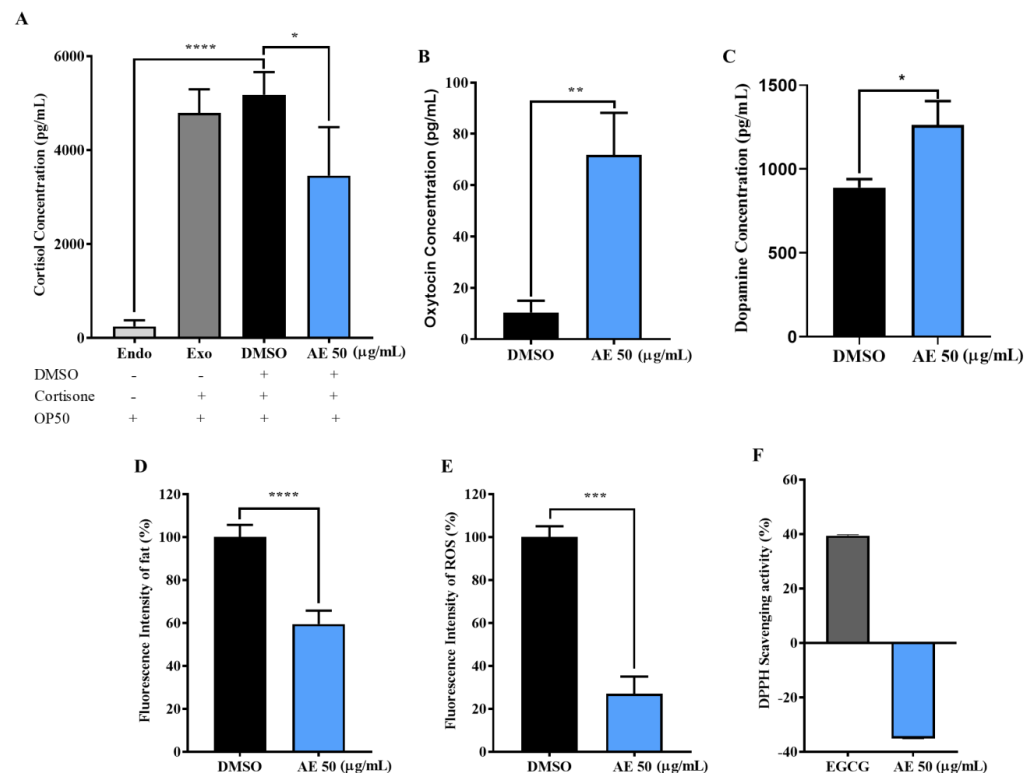 A
Cortisol Concentration (pg/mL)
6000
4000
2000
0
****
*
Endo Exo DMSO AE 50 (μg/mL)
DMSO - - + +
Cortisone - + + +
OP50 + + + +
B
Oxytocin Concentration (pg/mL)
100
80
60
40
20
0
**
DMSO AE 50 (μg/mL)
C
Dopamine Concentration (pg/mL)
1500
1000
500
0
*
DMSO AE 50 (μg/mL)
D
Fluorescence Intensity of fat (%)
120
100
80
60
40
20
0
****
DMSO AE 50 (μg/mL)
E
Fluorescence Intensity of ROS (%)
120
100
80
60
40
20
0
***
DMSO AE 50 (μg/mL)
F
DPPH Scavenging activity (%)
60
40
20
0
-20
-40
EGCG AE 50 (μg/mL)